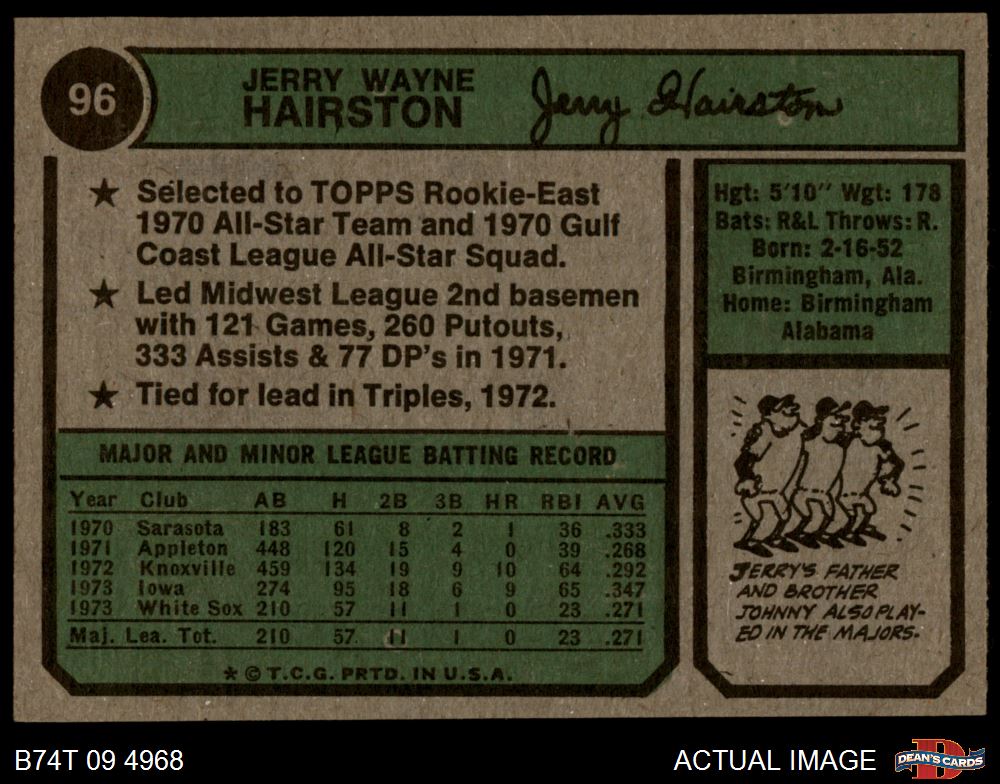 96
JERRY WAYNE
HAIRSTON
Jerry Hairston
★ Selected to TOPPS Rookie-East
1970 All-Star Team and 1970 Gulf
Coast League All-Star Squad.
★ Led Midwest League 2nd basemen
with 121 Games, 260 Putouts,
333 Assists & 77 DP's in 1971.
★ Tied for lead in Triples, 1972.
Hgt: 5'10" Wgt: 178
Bats: R&L Throws: R.
Born: 2-16-52
Birmingham, Ala.
Home: Birmingham
Alabama
MAJOR AND MINOR LEAGUE BATTING RECORD
Year Club AB H 2B 3B HR RBI AVG
1970 Sarasota 183 61 8 2 1 36 .333
1971 Appleton 448 120 15 4 0 39 .268
1972 Knoxville 459 134 19 9 10 64 .292
1973 Iowa 274 95 18 6 9 65 .347
1973 White Sox 210 57 11 1 0 23 .271
Maj. Lea. Tot. 210 57 11 1 0 23 .271
* © T.C.G. PRTD. IN U.S.A.
JERRY'S FATHER
AND BROTHER
JOHNNY ALSO PLAY-
ED IN THE MAJORS.
B74T 09 4968
ACTUAL IMAGE
DEAN'S CARDS